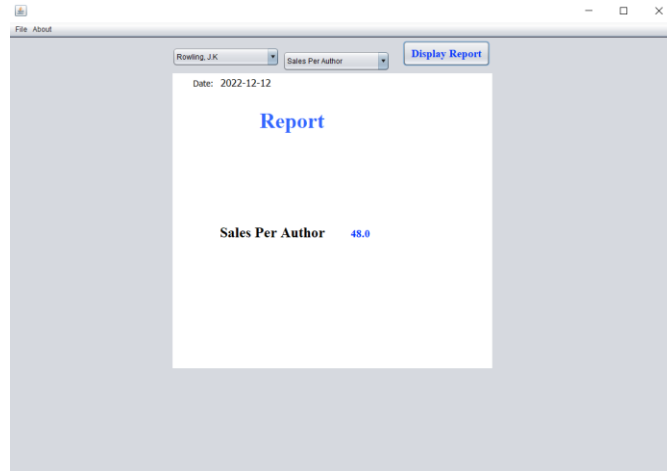 File About
Rowling, J.K
Sales Per Author
Display Report
Date: 2022-12-12
Report
Sales Per Author 48.0